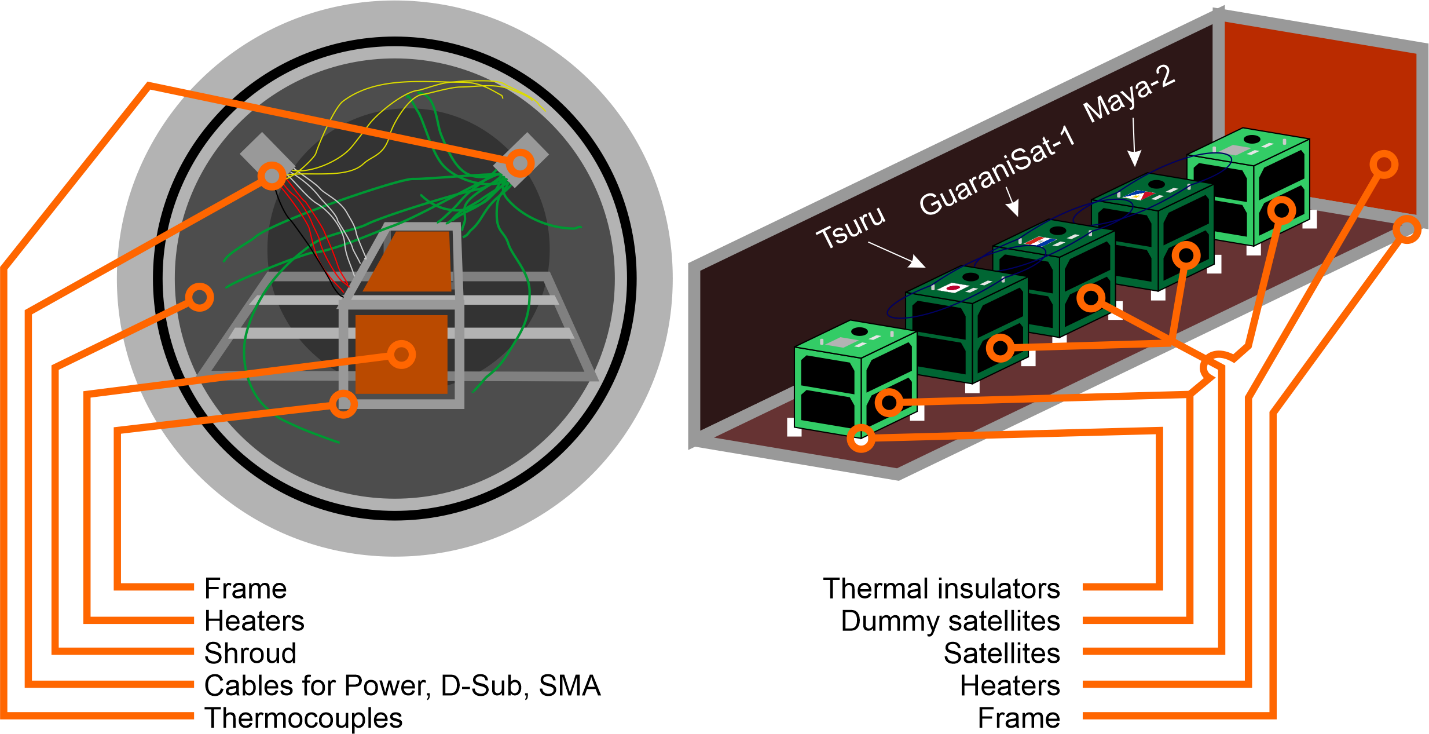 Maya-2
GuaraniSat-1
Tsuru
Frame
Heaters
Shroud
Cables for Power, D-Sub, SMA
Thermocouples
Thermal insulators
Dummy satellites
Satellites
Heaters
Frame